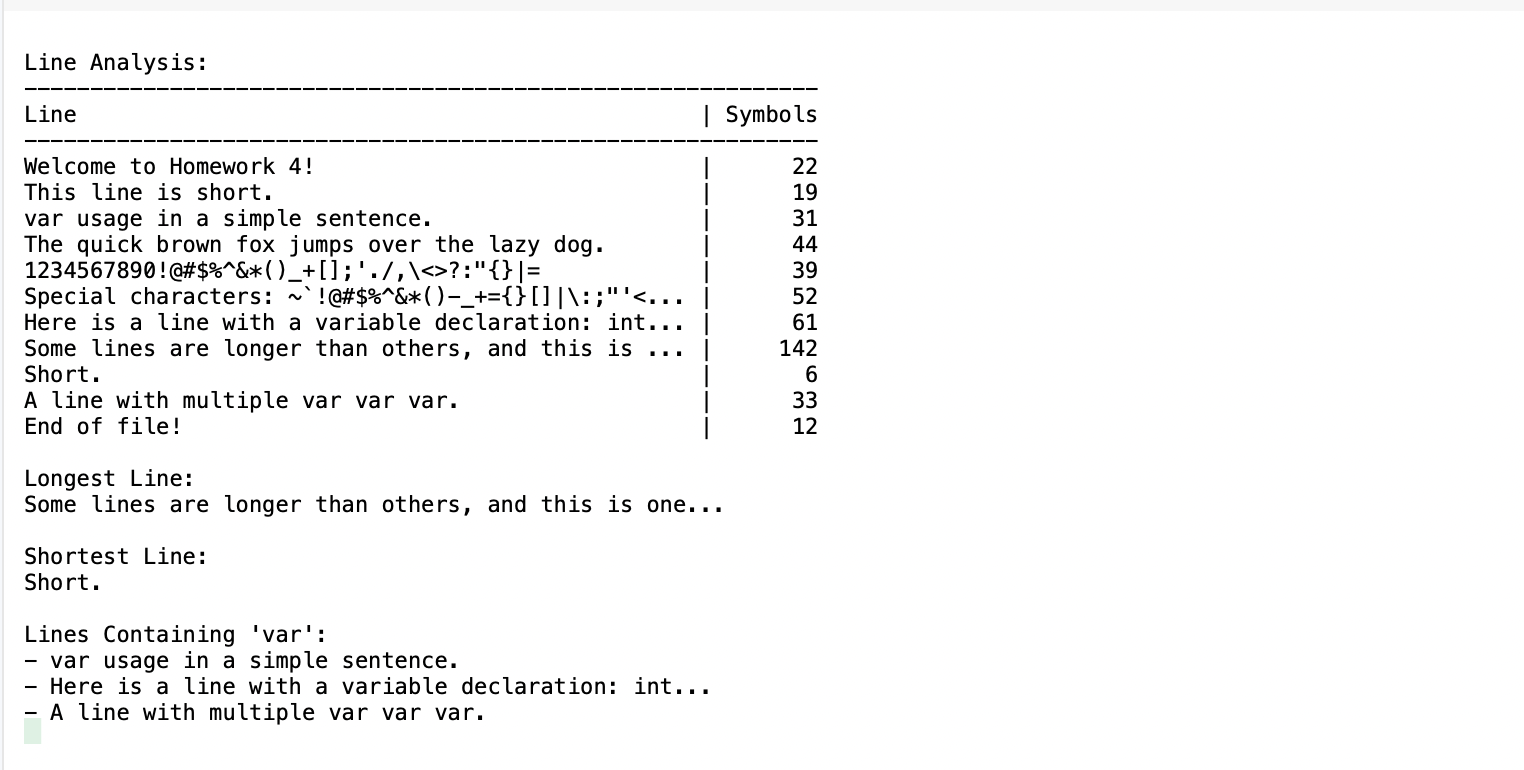 Line Analysis:
------------------------------------------------------------
Line                                               | Symbols
------------------------------------------------------------
Welcome to Homework 4!                             |      22
This line is short.                                |      19
var usage in a simple sentence.                    |      31
The quick brown fox jumps over the lazy dog.       |      44
1234567890!@#$%^&*()_+[];'./,\<>?:"{}|=            |      39
Special characters: ~`!@#$%^&*()-_+={}[]|\:;"'<... |      52
Here is a line with a variable declaration: int... |      61
Some lines are longer than others, and this is ... |     142
Short.                                             |       6
A line with multiple var var var.                  |      33
End of file!                                       |      12
Longest Line:
Some lines are longer than others, and this is one...
Shortest Line:
Short.
Lines Containing 'var':
- var usage in a simple sentence.
- Here is a line with a variable declaration: int...
- A line with multiple var var var.